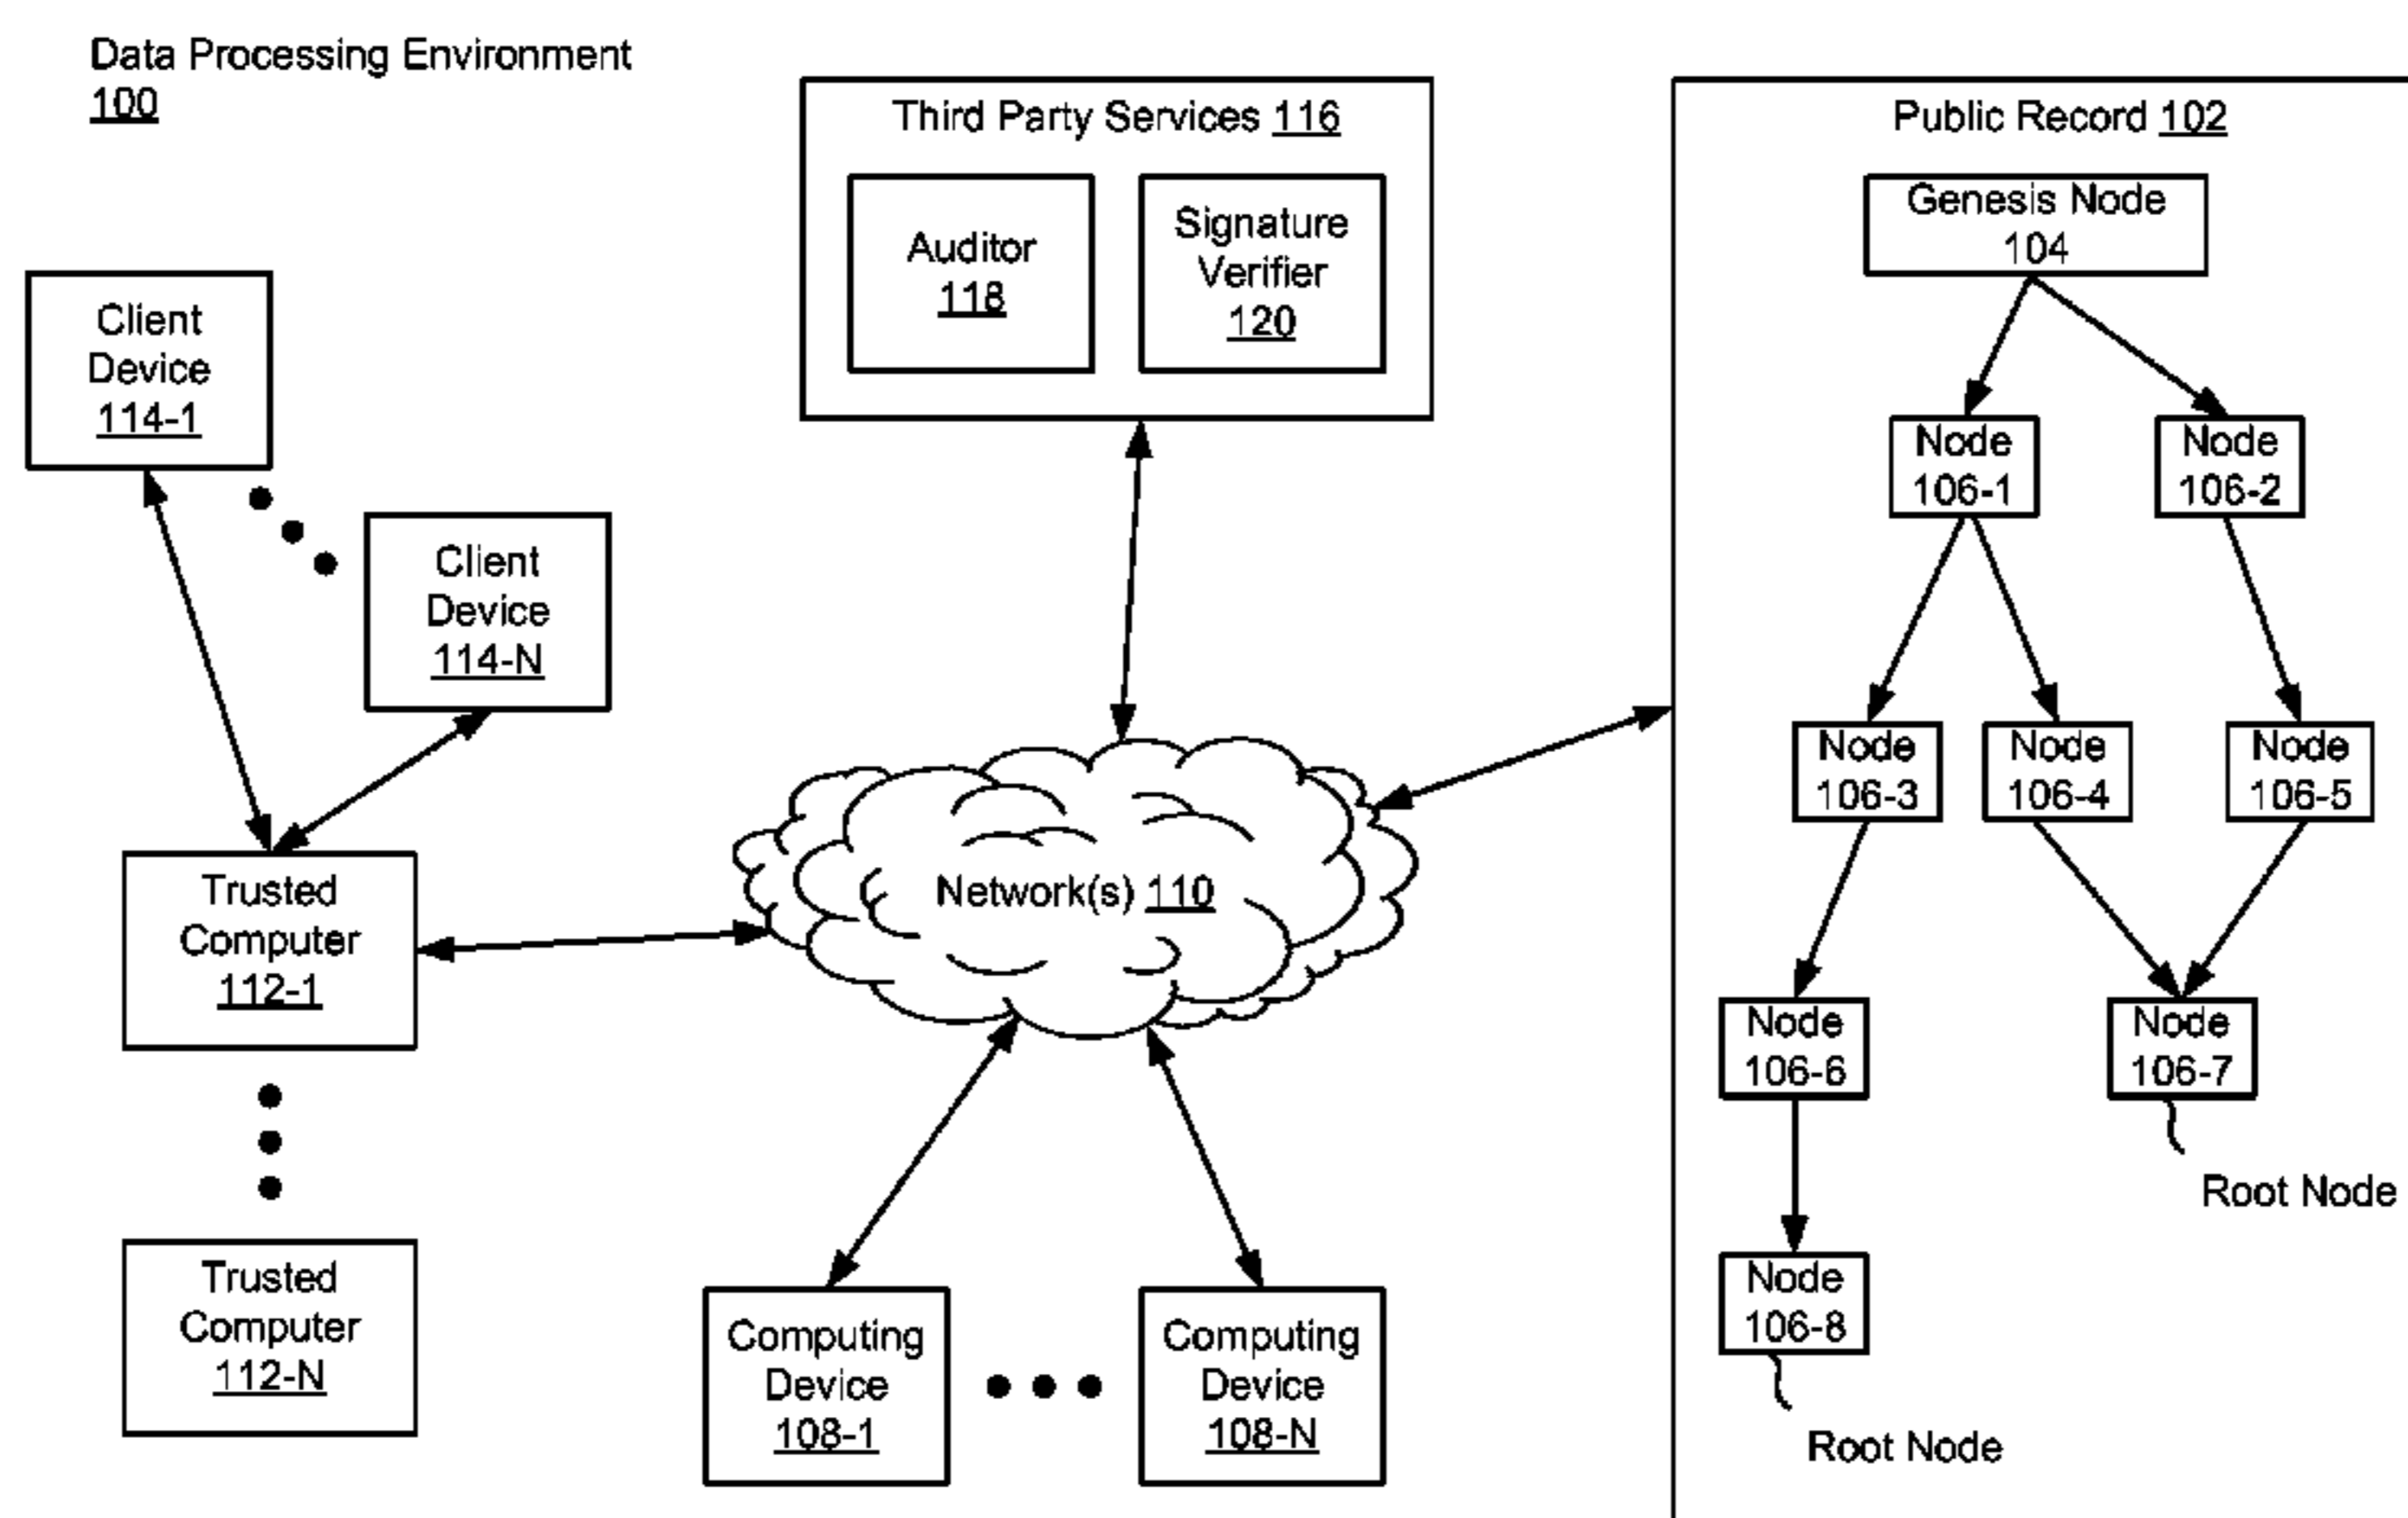 Data Processing Environment
100
Third Party Services 116
Auditor
118
Signature
Verifier
120
Public Record 102
Genesis Node
104
Node
106-1
Node
106-2
Node
106-3
Node
106-4
Node
106-5
Node
106-6
Node
106-7
Root Node
Node
106-8
Root Node
Client
Device
114-1
Client
Device
114-N
Trusted
Computer
112-1
Trusted
Computer
112-N
Network(s) 110
Computing
Device
108-1
Computing
Device
108-N